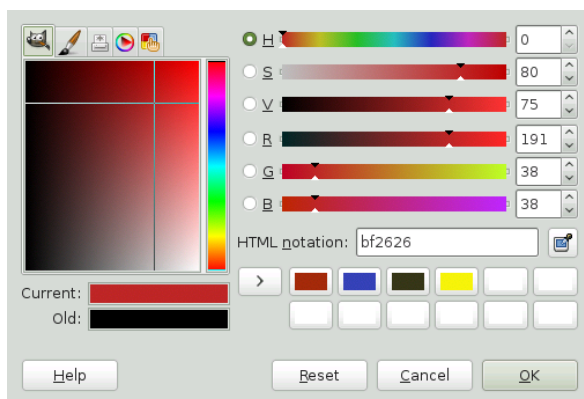 H 0
S 80
V 75
R 191
G 38
B 38
HTML notation: bf2626
>
Current:
Old:
Help Reset Cancel OK